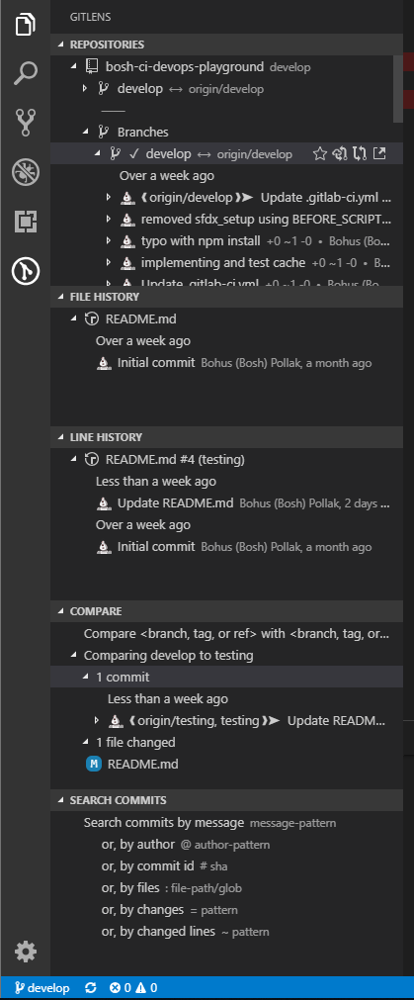 GITLENS
REPOSITORIES
bosh-ci-devops-playground develop
develop ↔ origin/develop
Branches
✓ develop ↔ origin/develop
Over a week ago
❨origin/develop❩➤ Update .gitlab-ci.yml ...
removed sfdx_setup using BEFORE_SCRIPT...
typo with npm install +0 ~1 -0 • Bohus (Bo...
implementing and test cache +0 ~1 -0 • B...
Update .gitlab-ci.yml +0 ~1 -0 • Bohus (Bo...
FILE HISTORY
README.md
Over a week ago
Initial commit Bohus (Bosh) Pollak, a month ago
LINE HISTORY
README.md #4 (testing)
Less than a week ago
Update README.md Bohus (Bosh) Pollak, 2 days ...
Over a week ago
Initial commit Bohus (Bosh) Pollak, a month ago
COMPARE
Compare <branch, tag, or ref> with <branch, tag, or...
Comparing develop to testing
1 commit
Less than a week ago
❨origin/testing, testing❩➤ Update READM...
1 file changed
M README.md
SEARCH COMMITS
Search commits by message message-pattern
or, by author @ author-pattern
or, by commit id # sha
or, by files : file-path/glob
or, by changes = pattern
or, by changed lines ~ pattern
develop 0 0